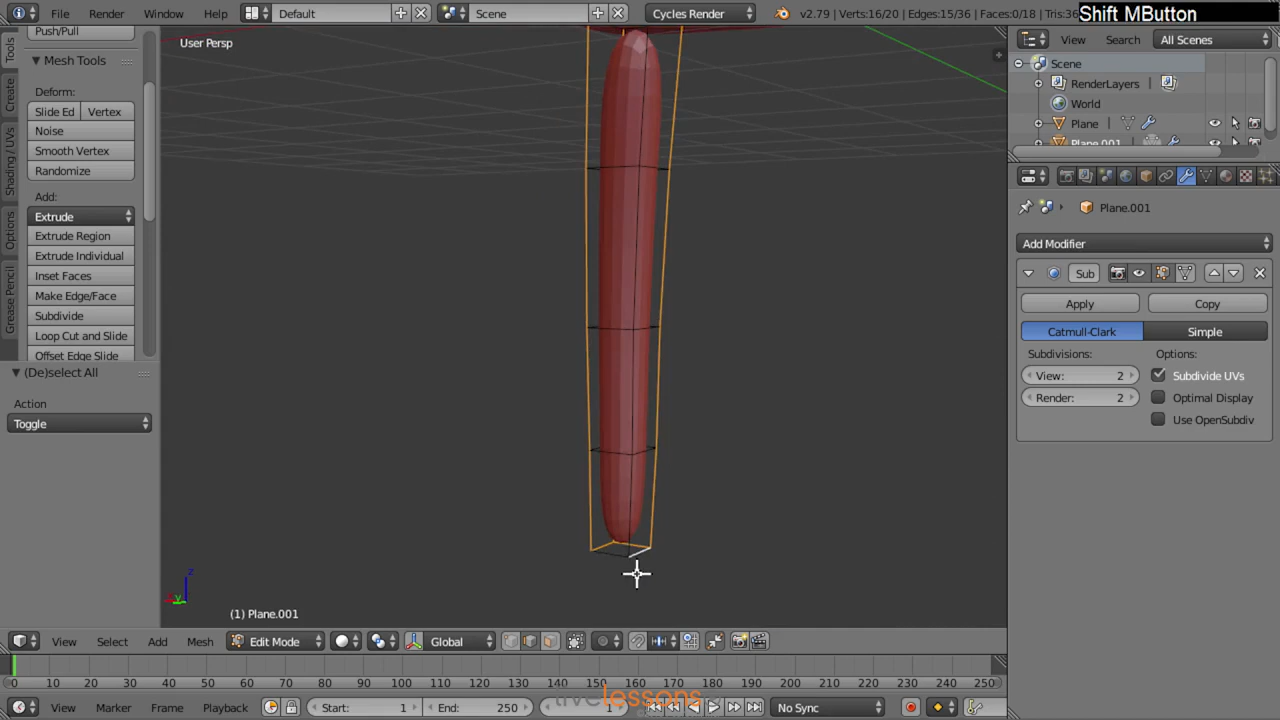 File Render Window Help Default Scene Cycles Render v2.79 | Verts:16/20 | Edges:15/36 | Faces:0/18 | Tris:36
Shift MButton
Push/Pull
Mesh Tools
Deform:
Slide Ed Vertex
Noise
Smooth Vertex
Randomize
Add:
Extrude
Extrude Region
Extrude Individual
Inset Faces
Make Edge/Face
Subdivide
Loop Cut and Slide
Offset Edge Slide
(De)select All
Action
Toggle
Tools
Create
Shading / UVs
Options
Grease Pencil
User Persp
z
y
(1) Plane.001
View Select Add Mesh Edit Mode Global
0 10 20 30 40 50 60 70 80 90 100 110 120 130 140 150 160 170 180 190 200 210 220 230 240 250
View Marker Frame Playback Start: 1 End: 250 1 No Sync
livelessons
View Search All Scenes
Scene
RenderLayers
World
Plane
Plane.001
Plane.001
Add Modifier
Sub
Apply Copy
Catmull-Clark Simple
Subdivisions: Options:
View: 2 Subdivide UVs
Render: 2 Optimal Display
Use OpenSubdiv